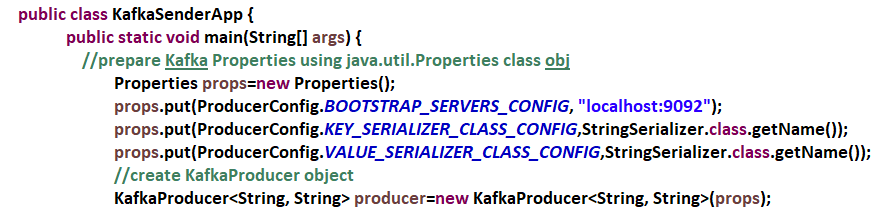 public class KafkaSenderApp {
public static void main(String[] args) {
//prepare Kafka Properties using java.util.Properties class obj
Properties props=new Properties();
props.put(ProducerConfig.BOOTSTRAP_SERVERS_CONFIG, "localhost:9092");
props.put(ProducerConfig.KEY_SERIALIZER_CLASS_CONFIG,StringSerializer.class.getName());
props.put(ProducerConfig.VALUE_SERIALIZER_CLASS_CONFIG,StringSerializer.class.getName());
//create KafkaProducer object
KafkaProducer<String, String> producer=new KafkaProducer<String, String>(props);